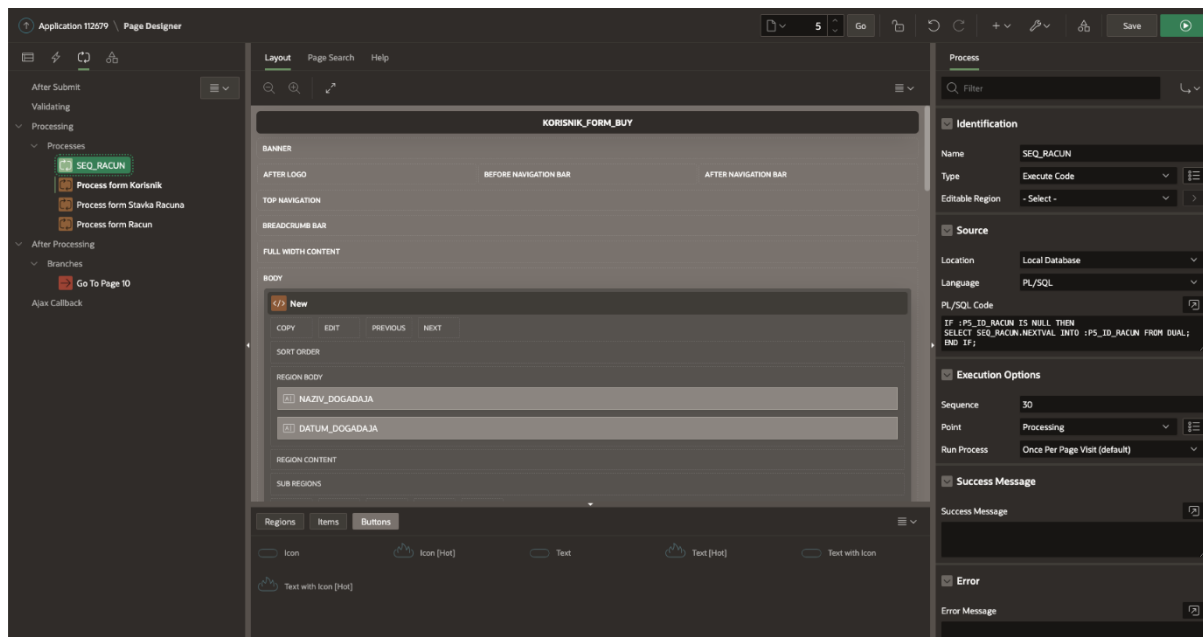 Application 112679 \ Page Designer
5
Go
Save
After Submit
Validating
Processing
Processes
SEQ_RACUN
Process form Korisnik
Process form Stavka Racuna
Process form Racun
After Processing
Branches
Go To Page 10
Ajax Callback
Layout
Page Search
Help
KORISNIK_FORM_BUY
BANNER
AFTER LOGO
BEFORE NAVIGATION BAR
AFTER NAVIGATION BAR
TOP NAVIGATION
BREADCRUMB BAR
FULL WIDTH CONTENT
BODY
New
COPY
EDIT
PREVIOUS
NEXT
SORT ORDER
REGION BODY
NAZIV_DOGADAJA
DATUM_DOGADAJA
REGION CONTENT
SUB REGIONS
Regions
Items
Buttons
Icon
Icon [Hot]
Text
Text [Hot]
Text with Icon
Text with Icon [Hot]
Process
Filter
Identification
Name SEQ_RACUN
Type Execute Code
Editable Region - Select -
Source
Location Local Database
Language PL/SQL
PL/SQL Code
IF :P5_ID_RACUN IS NULL THEN
SELECT SEQ_RACUN.NEXTVAL INTO :P5_ID_RACUN FROM DUAL;
END IF;
Execution Options
Sequence 30
Point Processing
Run Process Once Per Page Visit (default)
Success Message
Success Message
Error
Error Message